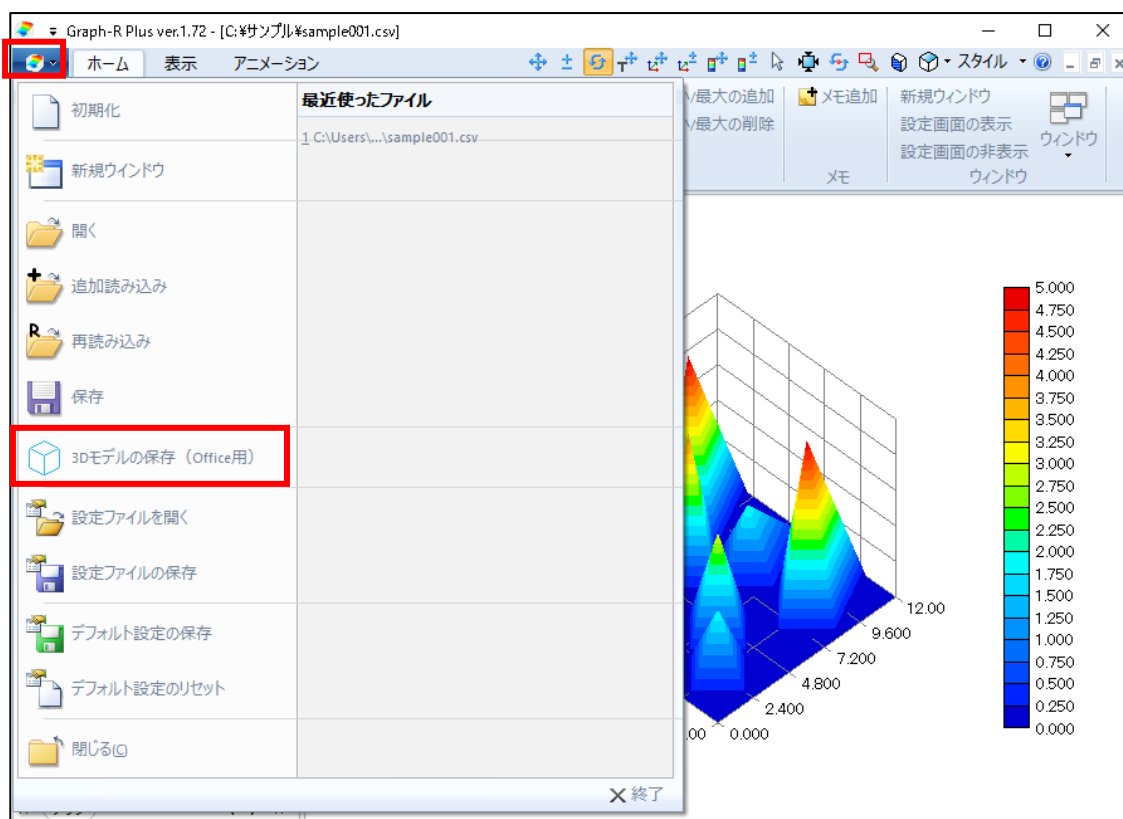 Graph-R Plus ver.1.72 - [C:¥サンプル¥sample001.csv]
ホーム 表示 アニメーション スタイル
初期化
新規ウインドウ
開く
追加読み込み
再読み込み
保存
3Dモデルの保存（Office用）
設定ファイルを開く
設定ファイルの保存
デフォルト設定の保存
デフォルト設定のリセット
閉じる(C)
最近使ったファイル
1 C:\Users\...\sample001.csv
終了
/最大の追加
/最大の削除
メモ追加
メモ
新規ウィンドウ
設定画面の表示
設定画面の非表示
ウィンドウ
ウィンドウ
5.000
4.750
4.500
4.250
4.000
3.750
3.500
3.250
3.000
2.750
2.500
2.250
2.000
1.750
1.500
1.250
1.000
0.750
0.500
0.250
0.000
12.00
9.600
7.200
4.800
2.400
0.000
.00